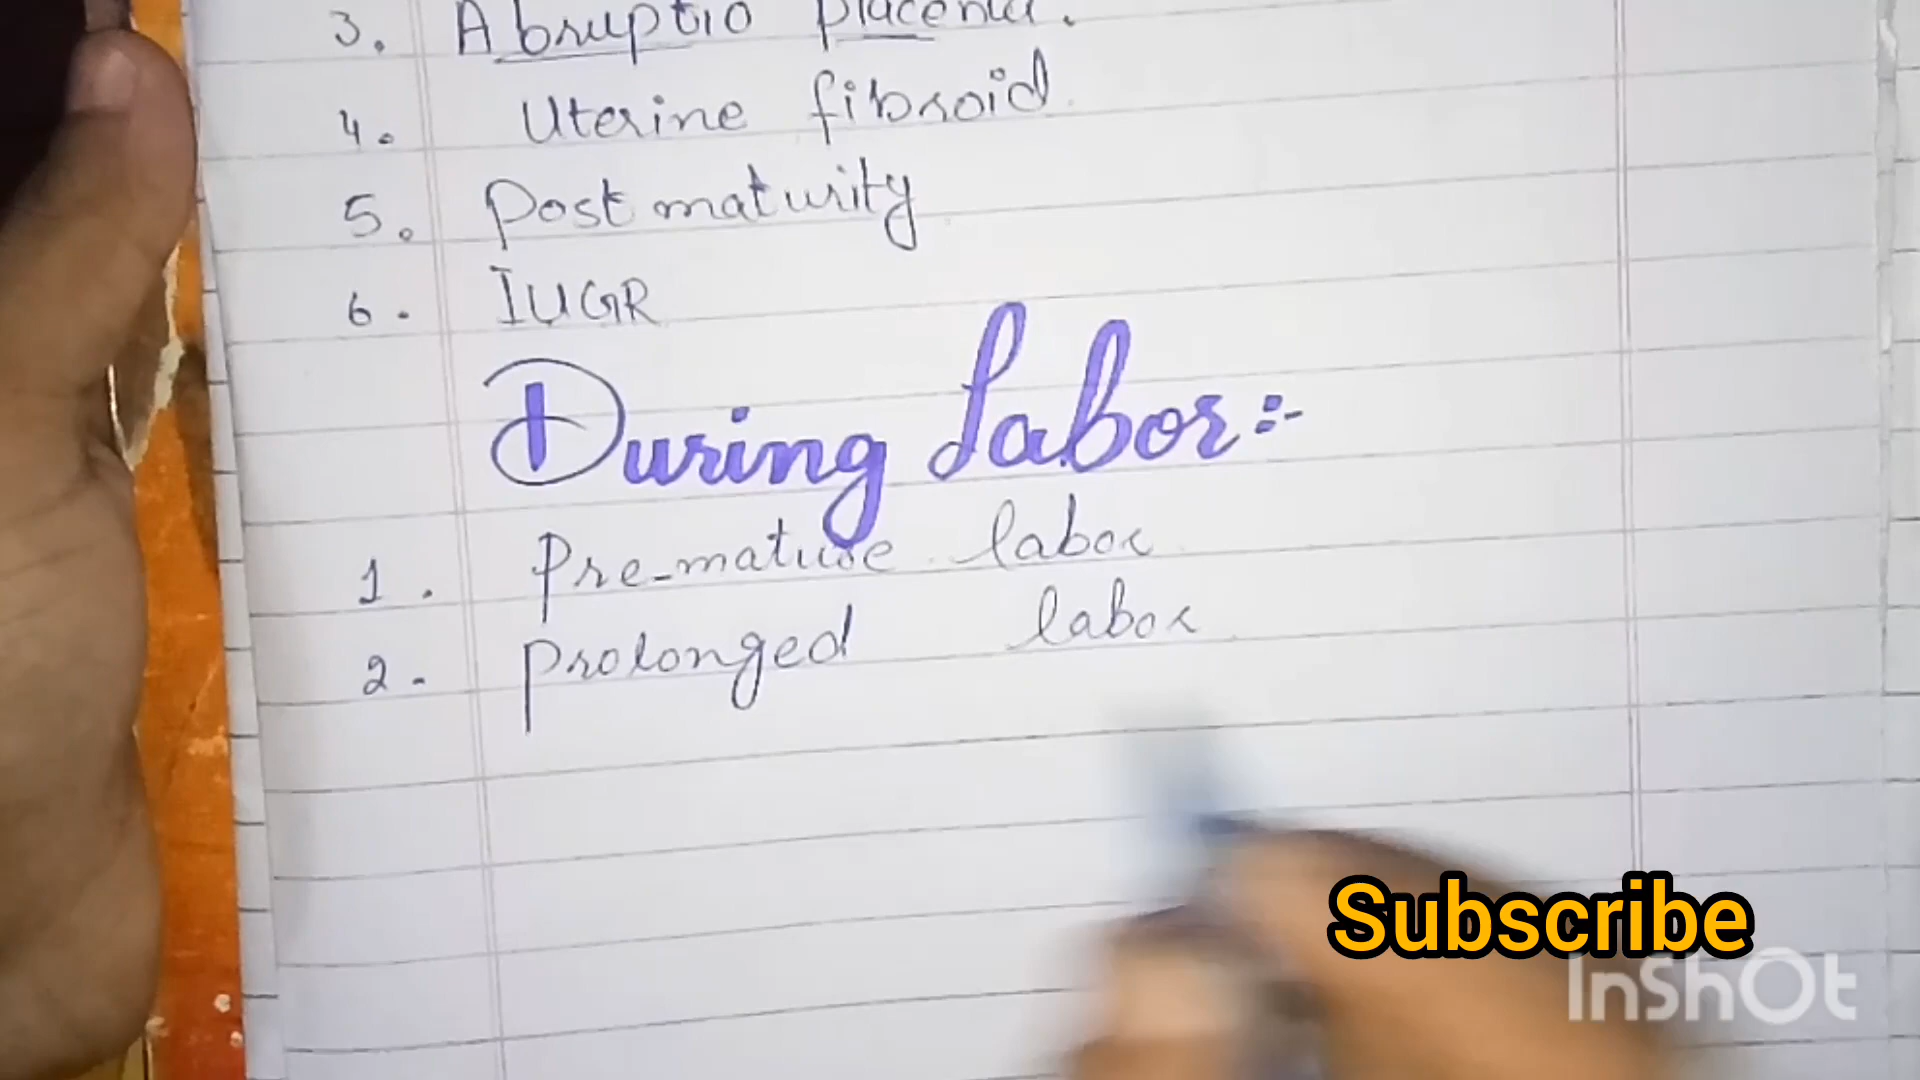 3. Abruptio placenta.
4. Uterine fibroid.
5. Post maturity
6. IUGR
During Labor:-
1. Pre-mature labor
2. Prolonged labor
Subscribe
InShOt